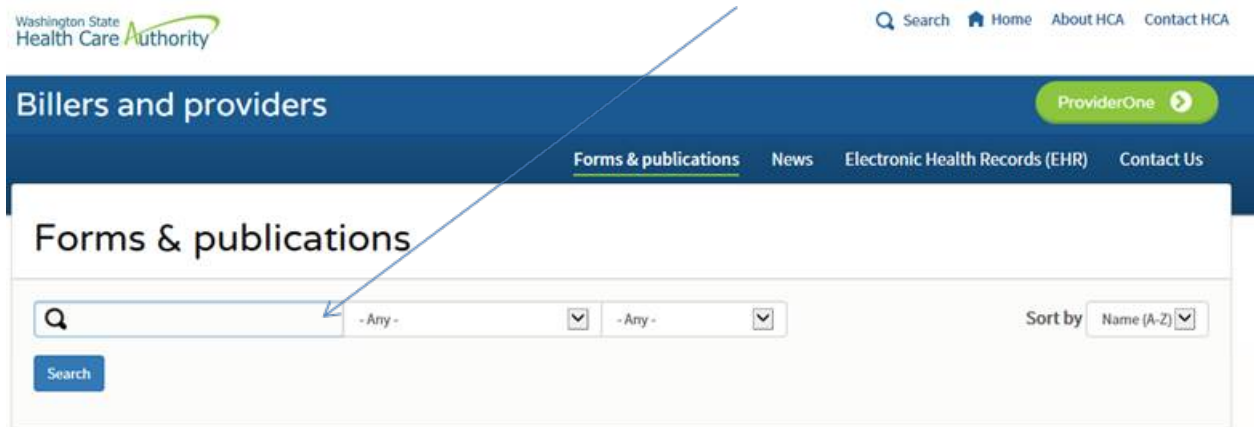 Washington State
Health Care Authority
Search Home About HCA Contact HCA
Billers and providers
ProviderOne
Forms & publications News Electronic Health Records (EHR) Contact Us
Forms & publications
- Any - - Any - Sort by Name (A-Z)
Search